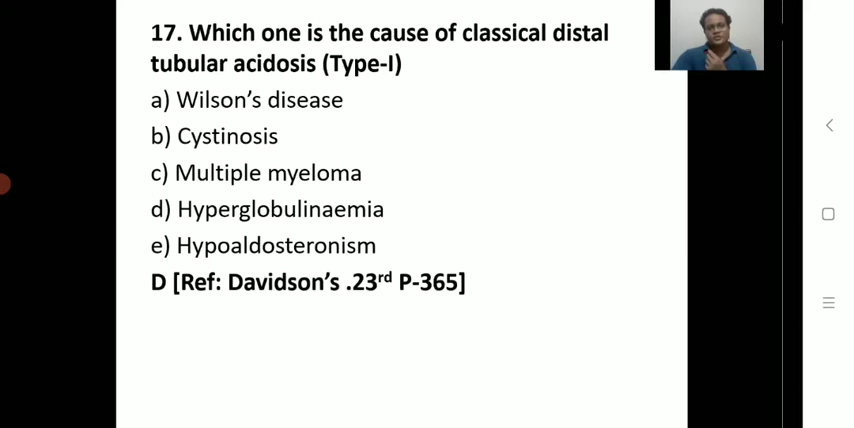 17. Which one is the cause of classical distal
tubular acidosis (Type-I)
a) Wilson’s disease
b) Cystinosis
c) Multiple myeloma
d) Hyperglobulinaemia
e) Hypoaldosteronism
D [Ref: Davidson’s .23rd P-365]